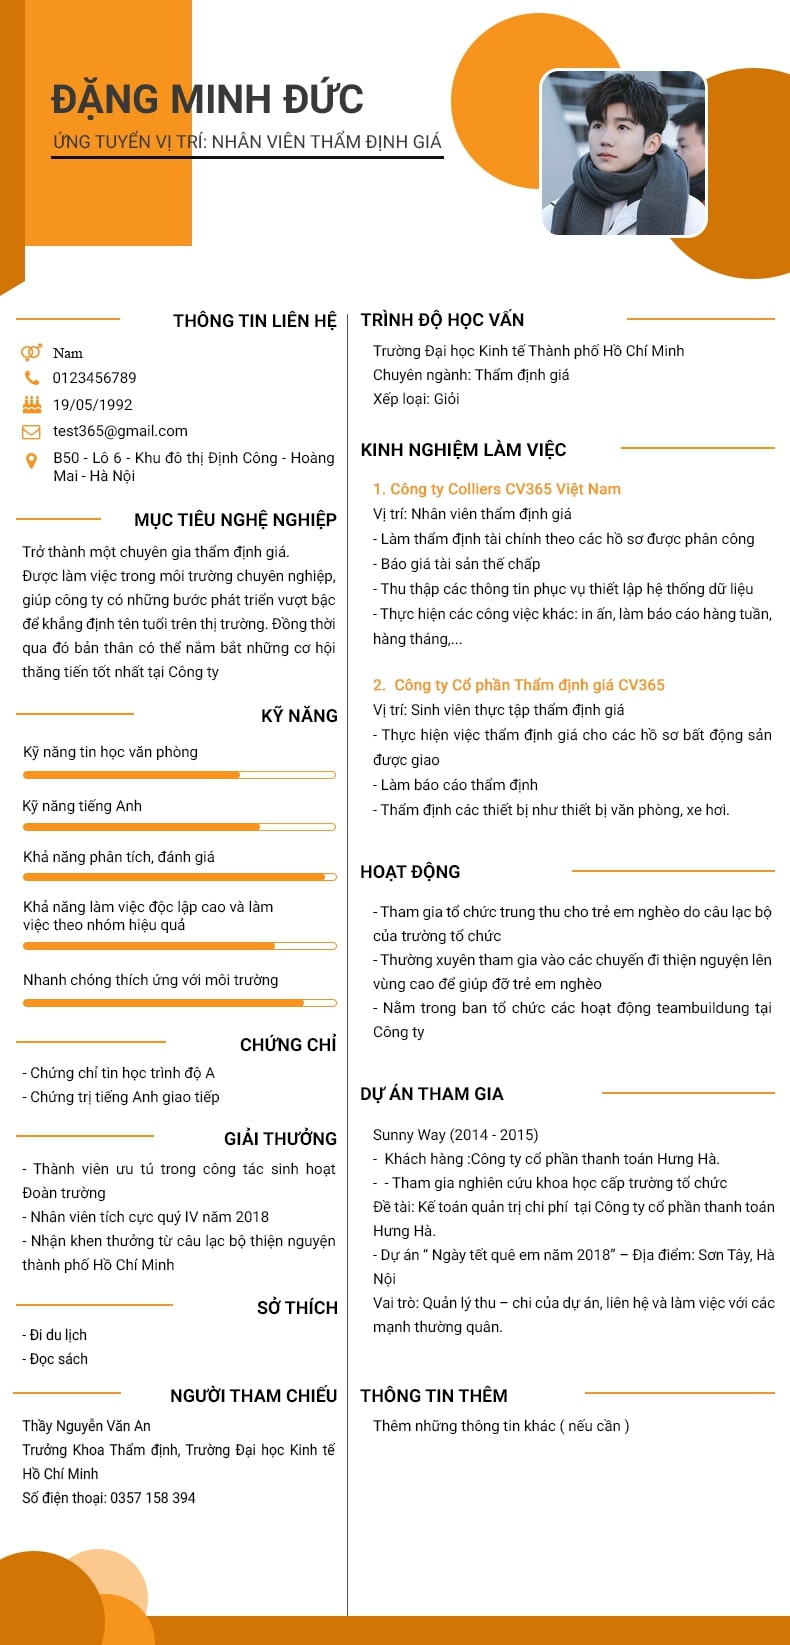 ĐẶNG MINH ĐỨC
ỨNG TUYỂN VỊ TRÍ: NHÂN VIÊN THẨM ĐỊNH GIÁ
THÔNG TIN LIÊN HỆ
Nam
0123456789
19/05/1992
test365@gmail.com
B50 - Lô 6 - Khu đô thị Định Công - Hoàng
Mai - Hà Nội
MỤC TIÊU NGHỆ NGHIỆP
Trở thành một chuyên gia thẩm định giá.
Được làm việc trong môi trường chuyên nghiệp,
giúp công ty có những bước phát triển vượt bậc
để khẳng định tên tuổi trên thị trường. Đồng thời
qua đó bản thân có thể nắm bắt những cơ hội
thăng tiến tốt nhất tại Công ty
KỸ NĂNG
Kỹ năng tin học văn phòng
Kỹ năng tiếng Anh
Khả năng phân tích, đánh giá
Khả năng làm việc độc lập cao và làm
việc theo nhóm hiệu quả
Nhanh chóng thích ứng với môi trường
CHỨNG CHỈ
- Chứng chỉ tin học trình độ A
- Chứng trị tiếng Anh giao tiếp
GIẢI THƯỞNG
- Thành viên ưu tú trong công tác sinh hoạt
Đoàn trường
- Nhân viên tích cực quý IV năm 2018
- Nhận khen thưởng từ câu lạc bộ thiện nguyện
thành phố Hồ Chí Minh
SỞ THÍCH
- Đi du lịch
- Đọc sách
NGƯỜI THAM CHIẾU
Thầy Nguyễn Văn An
Trưởng Khoa Thẩm định, Trường Đại học Kinh tế
Hồ Chí Minh
Số điện thoại: 0357 158 394
TRÌNH ĐỘ HỌC VẤN
Trường Đại học Kinh tế Thành phố Hồ Chí Minh
Chuyên ngành: Thẩm định giá
Xếp loại: Giỏi
KINH NGHIỆM LÀM VIỆC
1. Công ty Colliers CV365 Việt Nam
Vị trí: Nhân viên thẩm định giá
- Làm thẩm định tài chính theo các hồ sơ được phân công
- Báo giá tài sản thế chấp
- Thu thập các thông tin phục vụ thiết lập hệ thống dữ liệu
- Thực hiện các công việc khác: in ấn, làm báo cáo hàng tuần,
hàng tháng,...
2. Công ty Cổ phần Thẩm định giá CV365
Vị trí: Sinh viên thực tập thẩm định giá
- Thực hiện việc thẩm định giá cho các hồ sơ bất động sản
được giao
- Làm báo cáo thẩm định
- Thẩm định các thiết bị như thiết bị văn phòng, xe hơi.
HOẠT ĐỘNG
- Tham gia tổ chức trung thu cho trẻ em nghèo do câu lạc bộ
của trường tổ chức
- Thường xuyên tham gia vào các chuyến đi thiện nguyện lên
vùng cao để giúp đỡ trẻ em nghèo
- Nằm trong ban tổ chức các hoạt động teambuildung tại
Công ty
DỰ ÁN THAM GIA
Sunny Way (2014 - 2015)
- Khách hàng :Công ty cổ phần thanh toán Hưng Hà.
- - Tham gia nghiên cứu khoa học cấp trường tổ chức
Đề tài: Kế toán quản trị chi phí tại Công ty cổ phần thanh toán
Hưng Hà.
- Dự án “ Ngày tết quê em năm 2018” – Địa điểm: Sơn Tây, Hà
Nội
Vai trò: Quản lý thu – chi của dự án, liên hệ và làm việc với các
mạnh thường quân.
THÔNG TIN THÊM
Thêm những thông tin khác ( nếu cần )